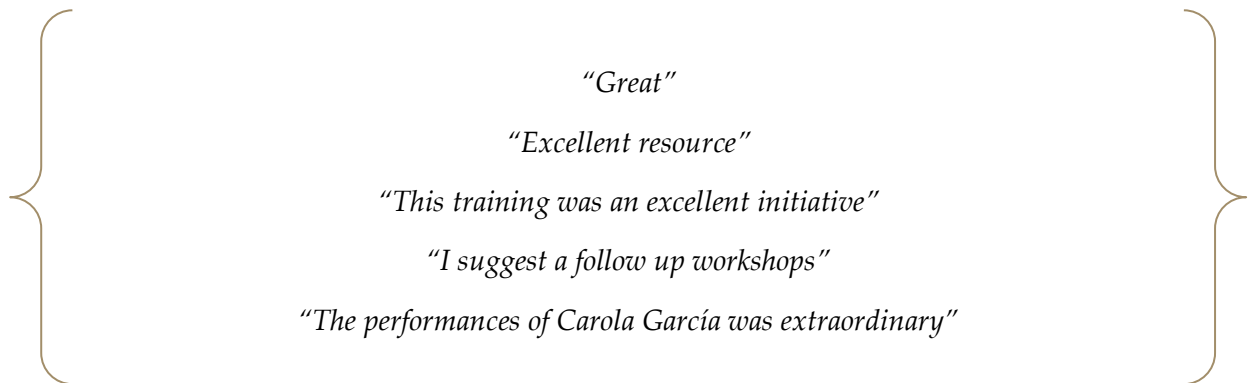 “Great”
“Excellent resource”
“This training was an excellent initiative”
“I suggest a follow up workshops”
“The performances of Carola García was extraordinary”